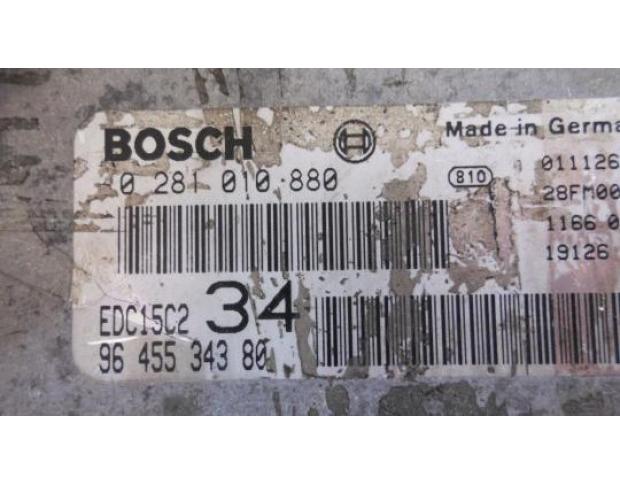 BOSCH
Made in Germa
0 281 010 880
B10
011126
28FM00
1166 0
19126
EDC15C2 34
96 455 343 80